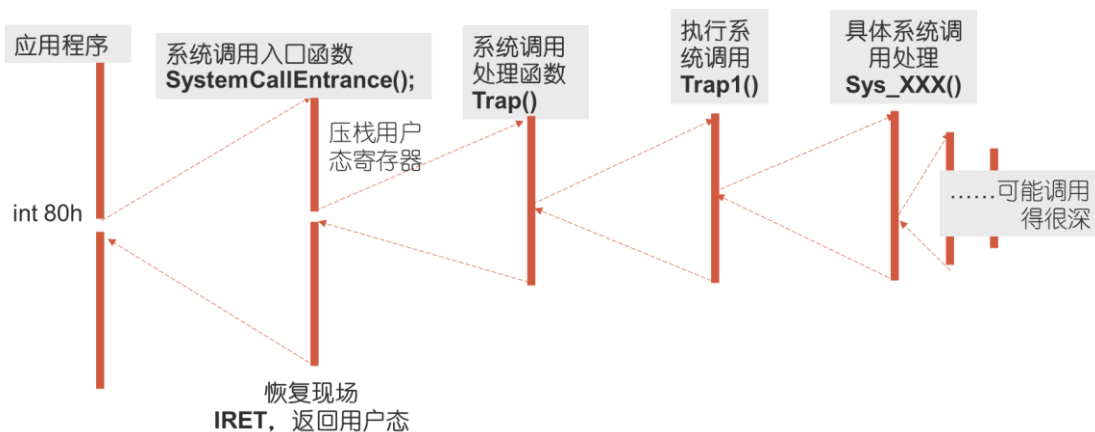 应用程序
系统调用入口函数
SystemCallEntrance();
系统调用
处理函数
Trap()
执行系
统调用
Trap1()
具体系统调
用处理
Sys_XXX()
压栈用户
态寄存器
int 80h
……可能调用
得很深
恢复现场
IRET，返回用户态